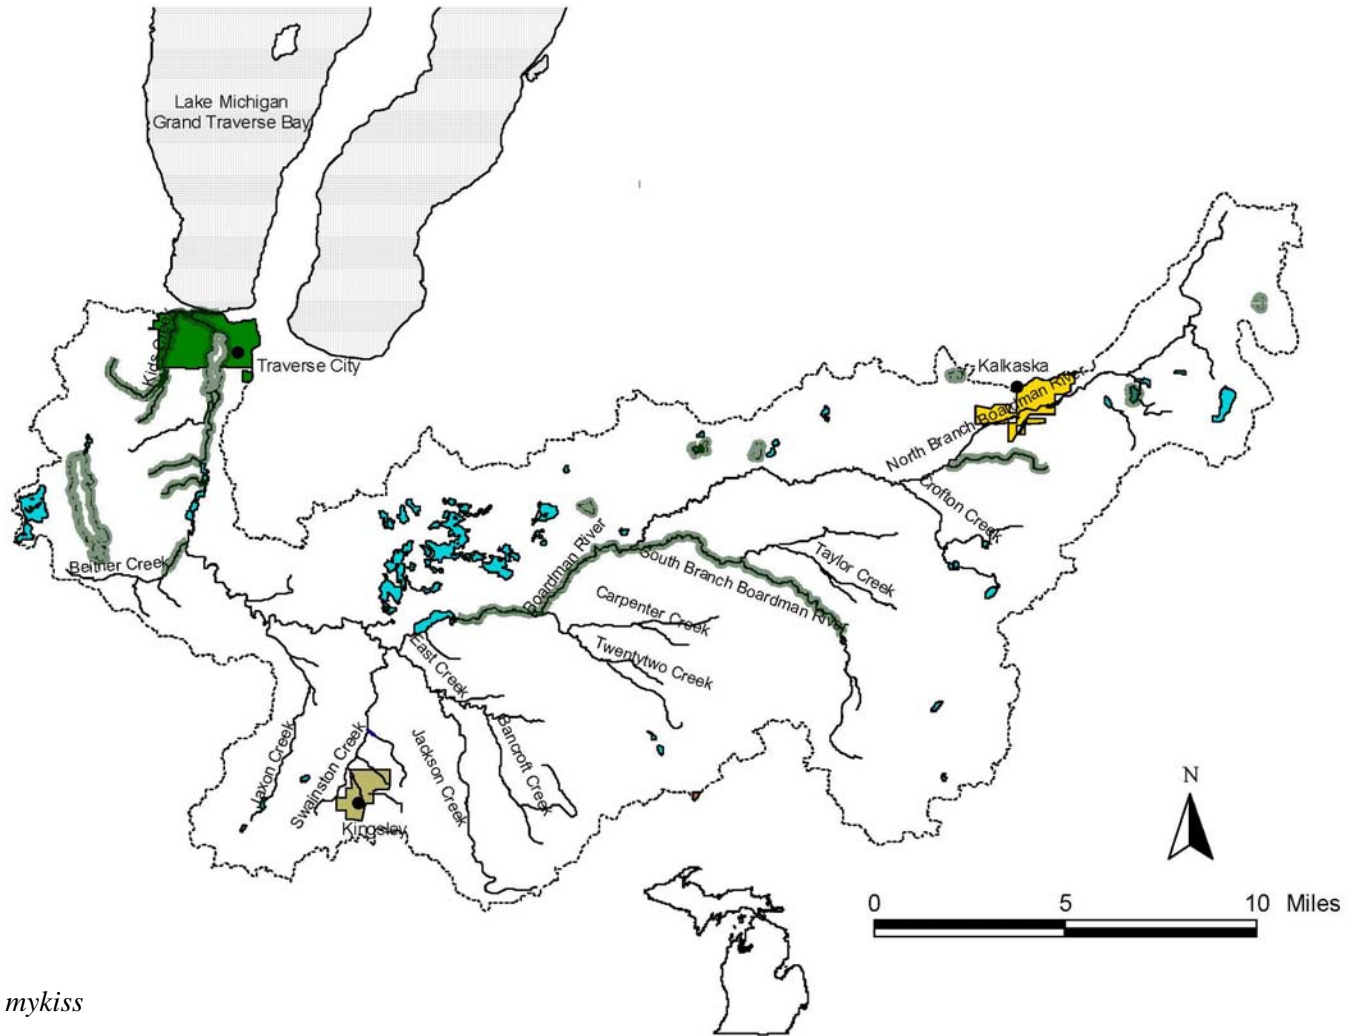 Lake Michigan
Grand Traverse Bay
Traverse City
Kalkaska
North Branch Boardman River
Crofton Creek
Boardman River
South Branch Boardman River
Taylor Creek
Beitner Creek
Carpenter Creek
East Creek
Twentytwo Creek
Jaxon Creek
Swainston Creek
Jackson Creek
Bancroft Creek
Kingsley
N
0 5 10 Miles
mykiss